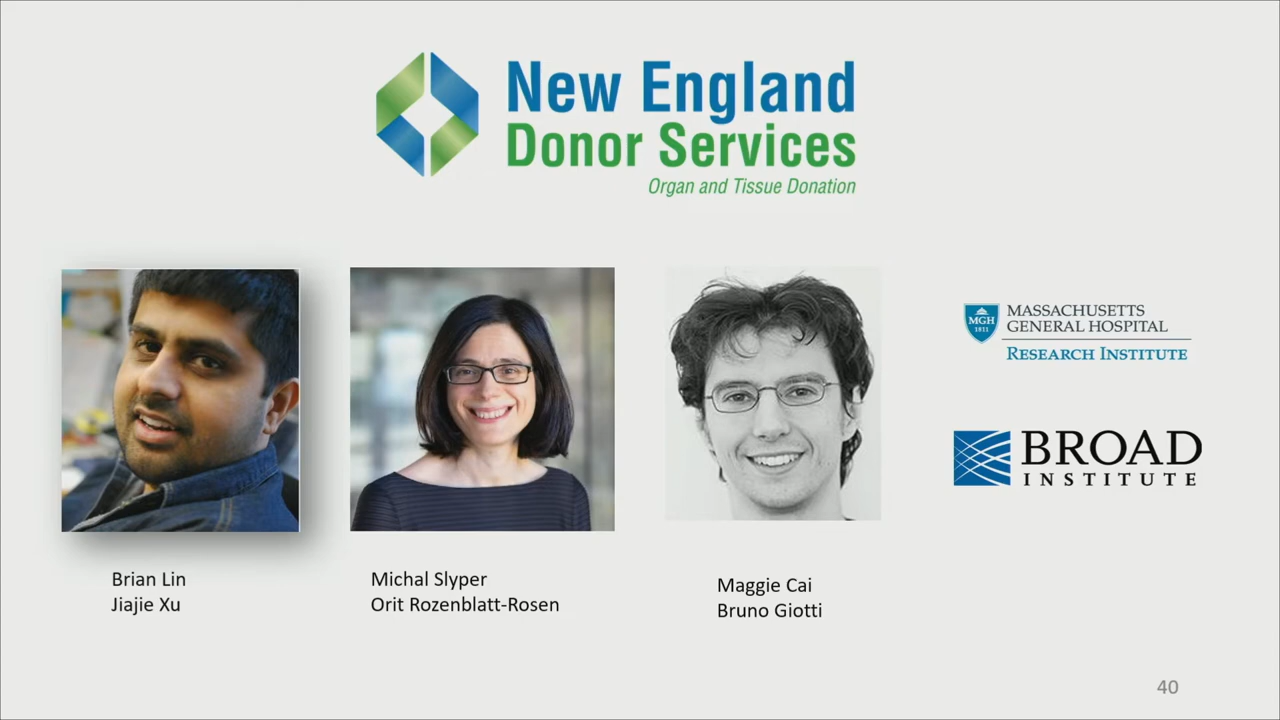 New England
Donor Services
Organ and Tissue Donation
MGH
1811
MASSACHUSETTS
GENERAL HOSPITAL
RESEARCH INSTITUTE
BROAD
INSTITUTE
Brian Lin
Jiajie Xu
Michal Slyper
Orit Rozenblatt-Rosen
Maggie Cai
Bruno Giotti
40